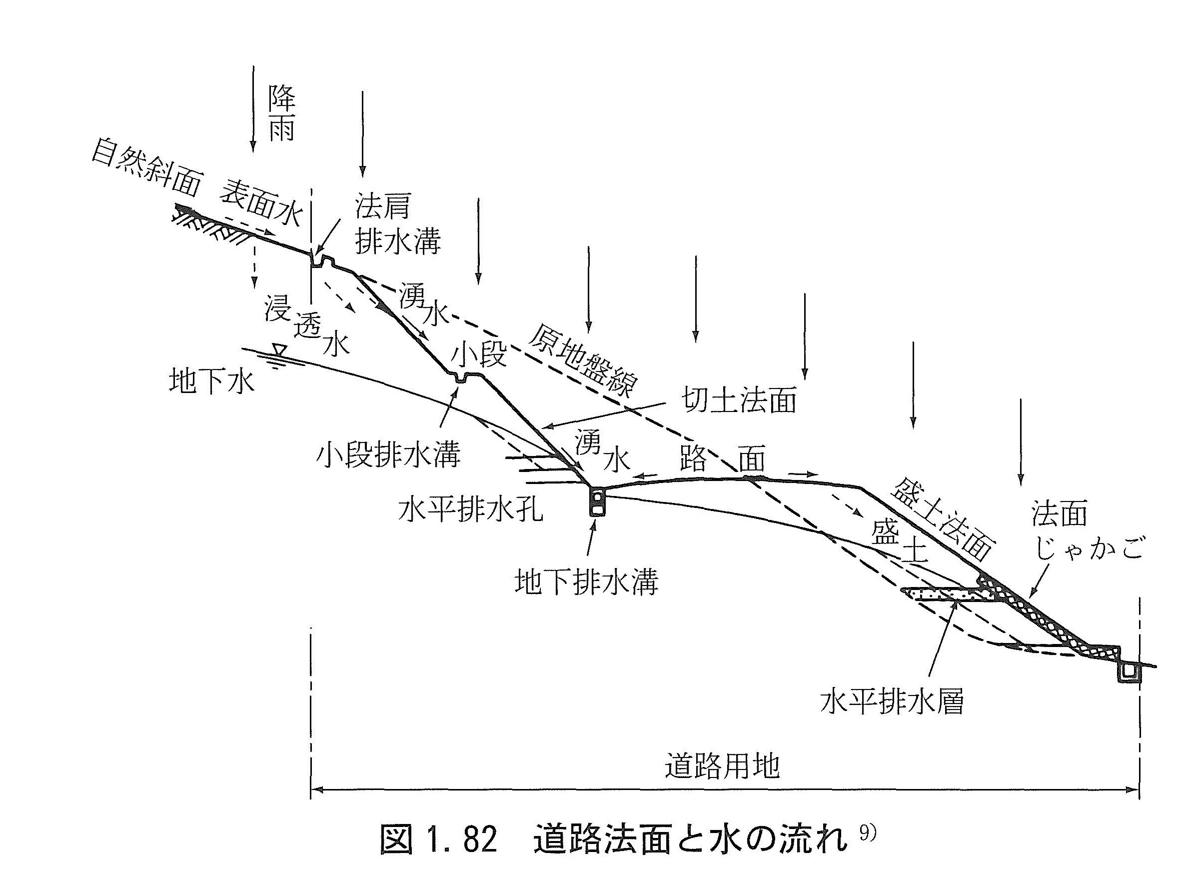 降雨
自然斜面
表面水
法肩
排水溝
浸透水
湧水
地下水
小段
原地盤線
切土法面
小段排水溝
湧水
路面
水平排水孔
盛土法面
盛土
法面
じゃかご
地下排水溝
水平排水層
道路用地
図1.82 道路法面と水の流れ 9)